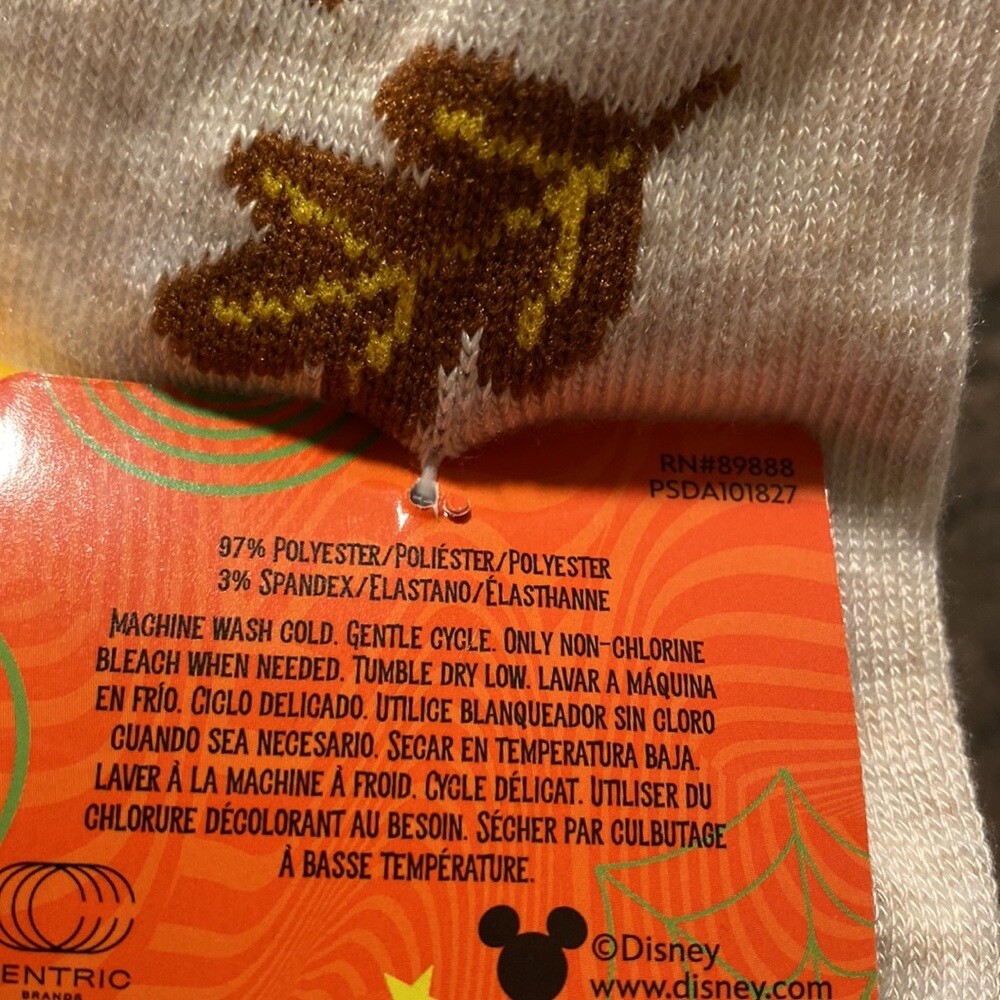 RN#89888
PSDA101827
97% POLYESTER/POLIÉSTER/POLYESTER
3% SPANDEX/ELASTANO/ÉLASTHANNE
MACHINE WASH COLD. GENTLE CYCLE. ONLY NON-CHLORINE
BLEACH WHEN NEEDED. TUMBLE DRY LOW. LAVAR A MÁQUINA
EN FRÍO. CICLO DELICADO. UTILICE BLANQUEADOR SIN CLORO
CUANDO SEA NECESARIO. SECAR EN TEMPERATURA BAJA.
LAVER À LA MACHINE À FROID. CYCLE DÉLICAT. UTILISER DU
CHLORURE DÉCOLORANT AU BESOIN. SÉCHER PAR CULBUTAGE
À BASSE TEMPÉRATURE.
ENTRIC
BRANDS
©Disney
www.disney.com